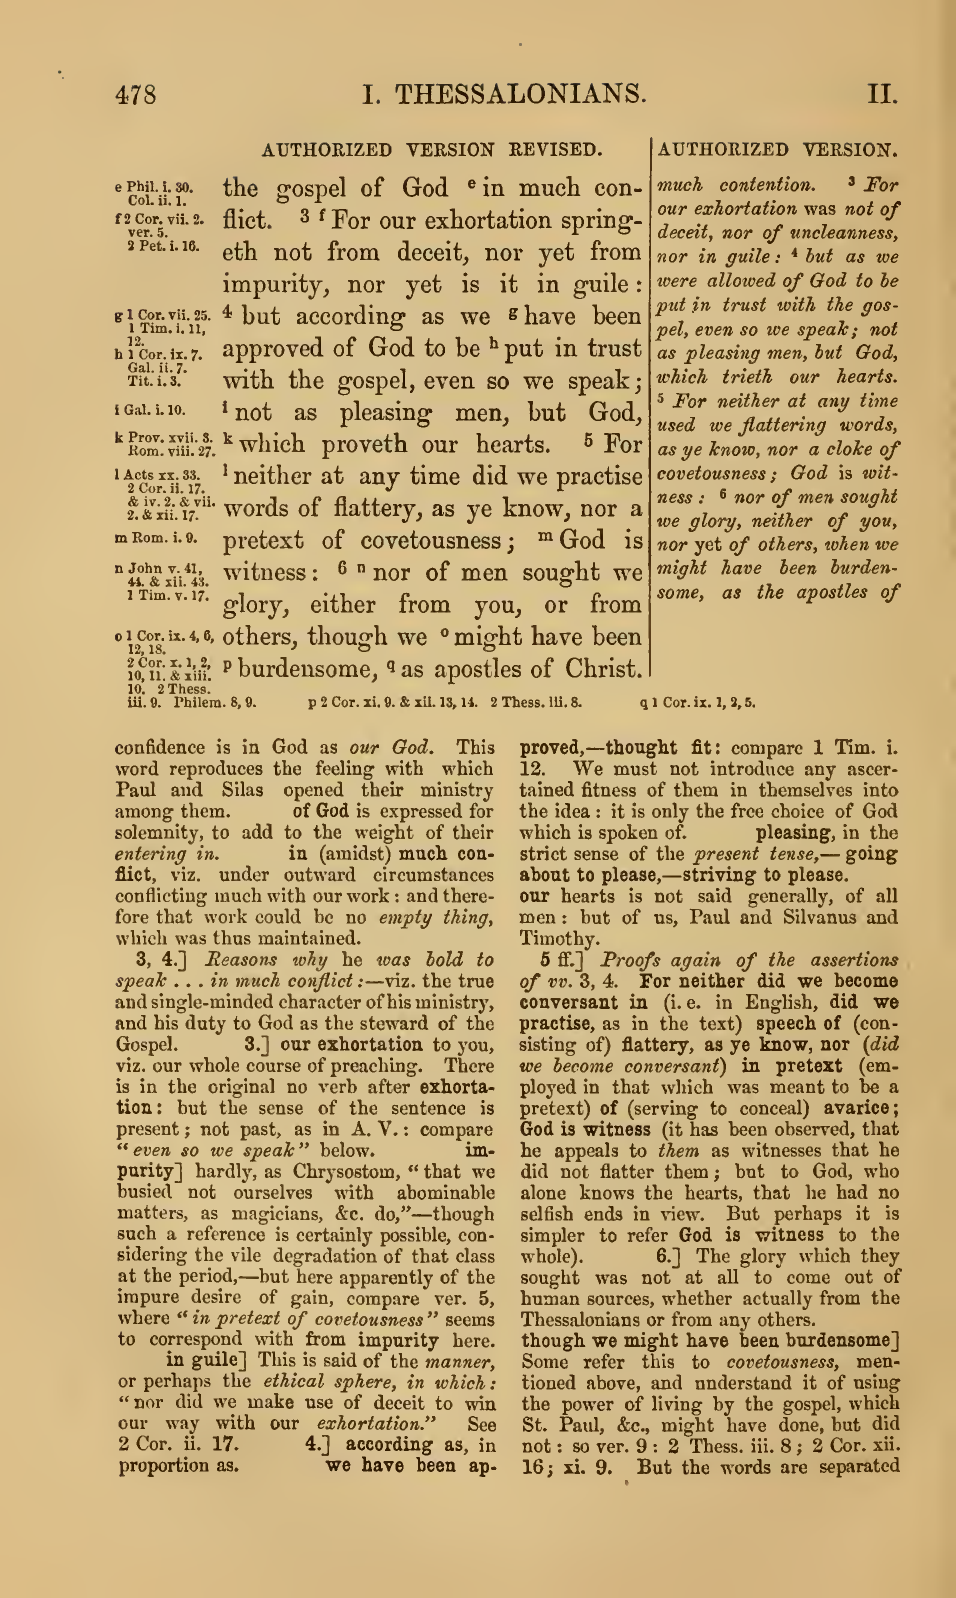 478 I. THESSALONIANS. II.
AUTHORIZED VERSION REVISED.
e Phil. i. 30.
Col. ii. 1.
f 2 Cor. vii. 2.
ver. 5.
2 Pet. i. 16.
g 1 Cor. vii. 25.
1 Tim. i. 11,
12.
h 1 Cor. ix. 7.
Gal. ii. 7.
Tit. i. 3.
i Gal. i. 10.
k Prov. xvii. 3.
Rom. viii. 27.
l Acts xx. 33.
2 Cor. ii. 17.
& iv. 2. & vii.
2. & xii. 17.
m Rom. i. 9.
n John v. 41,
44. & xii. 43.
1 Tim. v. 17.
o 1 Cor. ix. 4, 6,
12, 18.
2 Cor. x. 1, 2,
10, 11. & xiii.
10. 2 Thess.
iii. 9. Philem. 8, 9.
the gospel of God e in much con-
flict. 3 f For our exhortation spring-
eth not from deceit, nor yet from
impurity, nor yet is it in guile :
4 but according as we g have been
approved of God to be h put in trust
with the gospel, even so we speak ;
i not as pleasing men, but God,
k which proveth our hearts. 5 For
l neither at any time did we practise
words of flattery, as ye know, nor a
pretext of covetousness ; m God is
witness : 6 n nor of men sought we
glory, either from you, or from
others, though we o might have been
p burdensome, q as apostles of Christ.
AUTHORIZED VERSION.
much contention. 3 For
our exhortation was not of
deceit, nor of uncleanness,
nor in guile : 4 but as we
were allowed of God to be
put in trust with the gos-
pel, even so we speak; not
as pleasing men, but God,
which trieth our hearts.
5 For neither at any time
used we flattering words,
as ye know, nor a cloke of
covetousness ; God is wit-
ness : 6 nor of men sought
we glory, neither of you,
nor yet of others, when we
might have been burden-
some, as the apostles of
p 2 Cor. xi. 9. & xii. 13, 14. 2 Thess. iii. 8. q 1 Cor. ix. 1, 2, 5.
confidence is in God as our God. This
word reproduces the feeling with which
Paul and Silas opened their ministry
among them. of God is expressed for
solemnity, to add to the weight of their
entering in. in (amidst) much con-
flict, viz. under outward circumstances
conflicting much with our work : and there-
fore that work could be no empty thing,
which was thus maintained.
3, 4.] Reasons why he was bold to
speak . . . in much conflict :—viz. the true
and single-minded character of his ministry,
and his duty to God as the steward of the
Gospel. 3.] our exhortation to you,
viz. our whole course of preaching. There
is in the original no verb after exhorta-
tion : but the sense of the sentence is
present ; not past, as in A. V. : compare
“even so we speak” below. im-
purity] hardly, as Chrysostom, “that we
busied not ourselves with abominable
matters, as magicians, &c. do,”—though
such a reference is certainly possible, con-
sidering the vile degradation of that class
at the period,—but here apparently of the
impure desire of gain, compare ver. 5,
where “in pretext of covetousness” seems
to correspond with from impurity here.
in guile] This is said of the manner,
or perhaps the ethical sphere, in which :
“nor did we make use of deceit to win
our way with our exhortation.” See
2 Cor. ii. 17. 4.] according as, in
proportion as. we have been ap-
proved,—thought fit : compare 1 Tim. i.
12. We must not introduce any ascer-
tained fitness of them in themselves into
the idea : it is only the free choice of God
which is spoken of. pleasing, in the
strict sense of the present tense,—going
about to please,—striving to please.
our hearts is not said generally, of all
men : but of us, Paul and Silvanus and
Timothy.
5 ff.] Proofs again of the assertions
of vv. 3, 4. For neither did we become
conversant in (i. e. in English, did we
practise, as in the text) speech of (con-
sisting of) flattery, as ye know, nor (did
we become conversant) in pretext (em-
ployed in that which was meant to be a
pretext) of (serving to conceal) avarice ;
God is witness (it has been observed, that
he appeals to them as witnesses that he
did not flatter them ; but to God, who
alone knows the hearts, that he had no
selfish ends in view. But perhaps it is
simpler to refer God is witness to the
whole). 6.] The glory which they
sought was not at all to come out of
human sources, whether actually from the
Thessalonians or from any others.
though we might have been burdensome]
Some refer this to covetousness, men-
tioned above, and understand it of using
the power of living by the gospel, which
St. Paul, &c., might have done, but did
not : so ver. 9 : 2 Thess. iii. 8 ; 2 Cor. xii.
16 ; xi. 9. But the words are separated